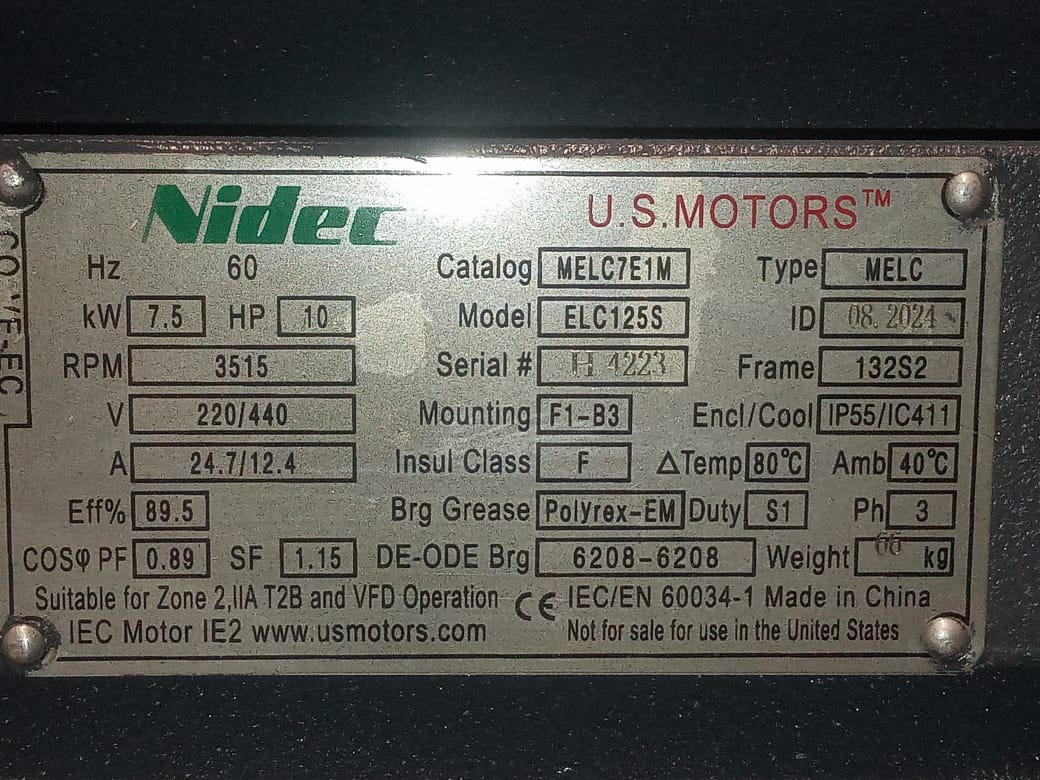 Nidec U.S.MOTORS™
Hz 60 Catalog MELC7E1M Type MELC
kW 7.5 HP 10 Model ELC125S ID 08.2024
RPM 3515 Serial # H 4223 Frame 132S2
V 220/440 Mounting F1-B3 Encl/Cool IP55/IC411
A 24.7/12.4 Insul Class F ΔTemp 80°C Amb 40°C
Eff% 89.5 Brg Grease Polyrex-EM Duty S1 Ph 3
COSφ PF 0.89 SF 1.15 DE-ODE Brg 6208-6208 Weight 66 kg
Suitable for Zone 2,IIA T2B and VFD Operation CE IEC/EN 60034-1 Made in China
IEC Motor IE2 www.usmotors.com Not for sale for use in the United States